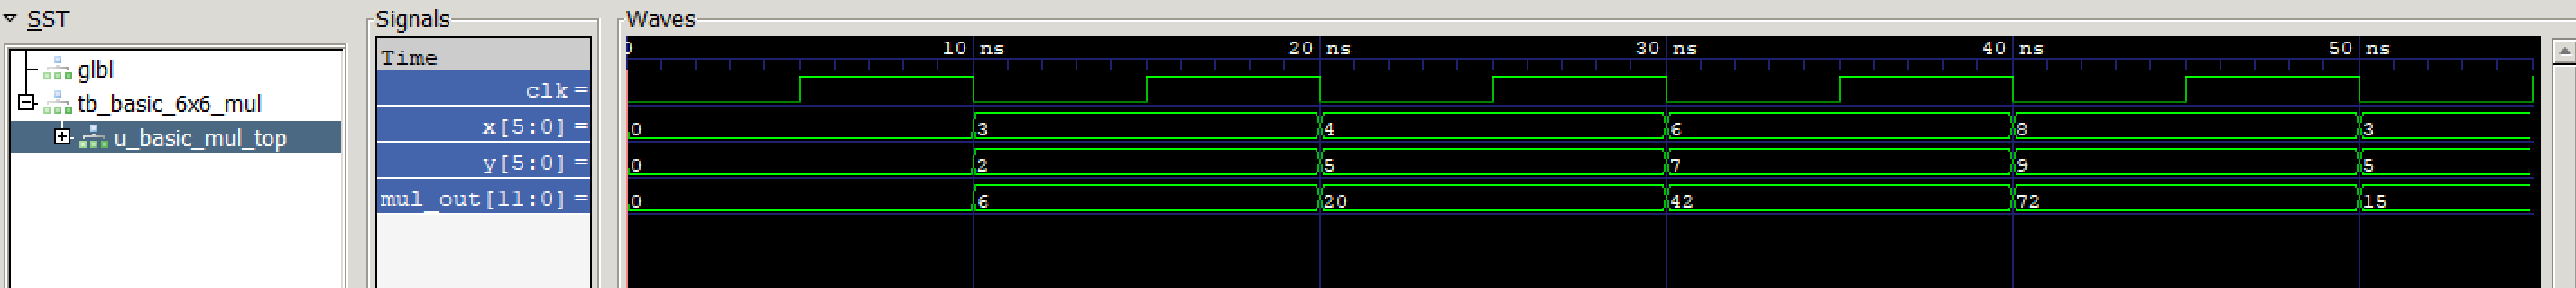 SST
glbl
tb_basic_6x6_mul
u_basic_mul_top
Signals
Time
clk =
x[5:0] =
y[5:0] =
mul_out[11:0] =
Waves
0 10 ns 20 ns 30 ns 40 ns 50 ns
0 3 4 6 8 3
0 2 5 7 9 5
0 6 20 42 72 15